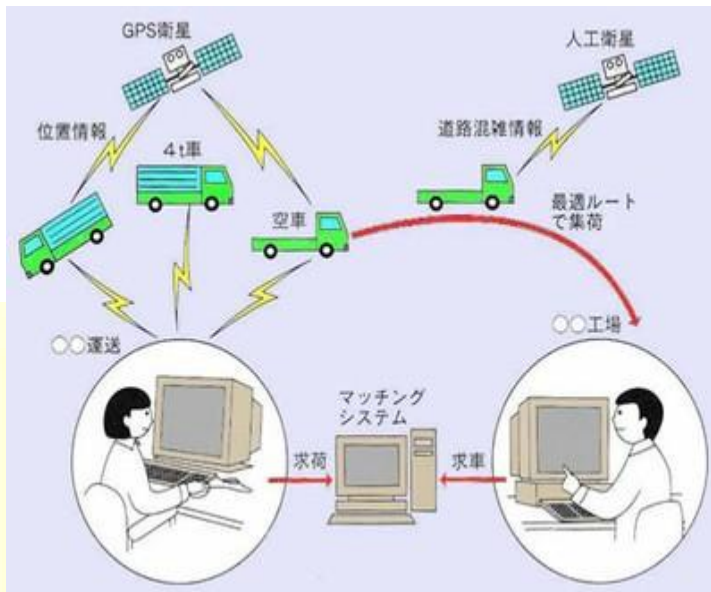 GPS衛星
人工衛星
位置情報
4t車
道路混雑情報
空車
最適ルート
で集荷
○○運送
○○工場
マッチング
システム
求荷
求車